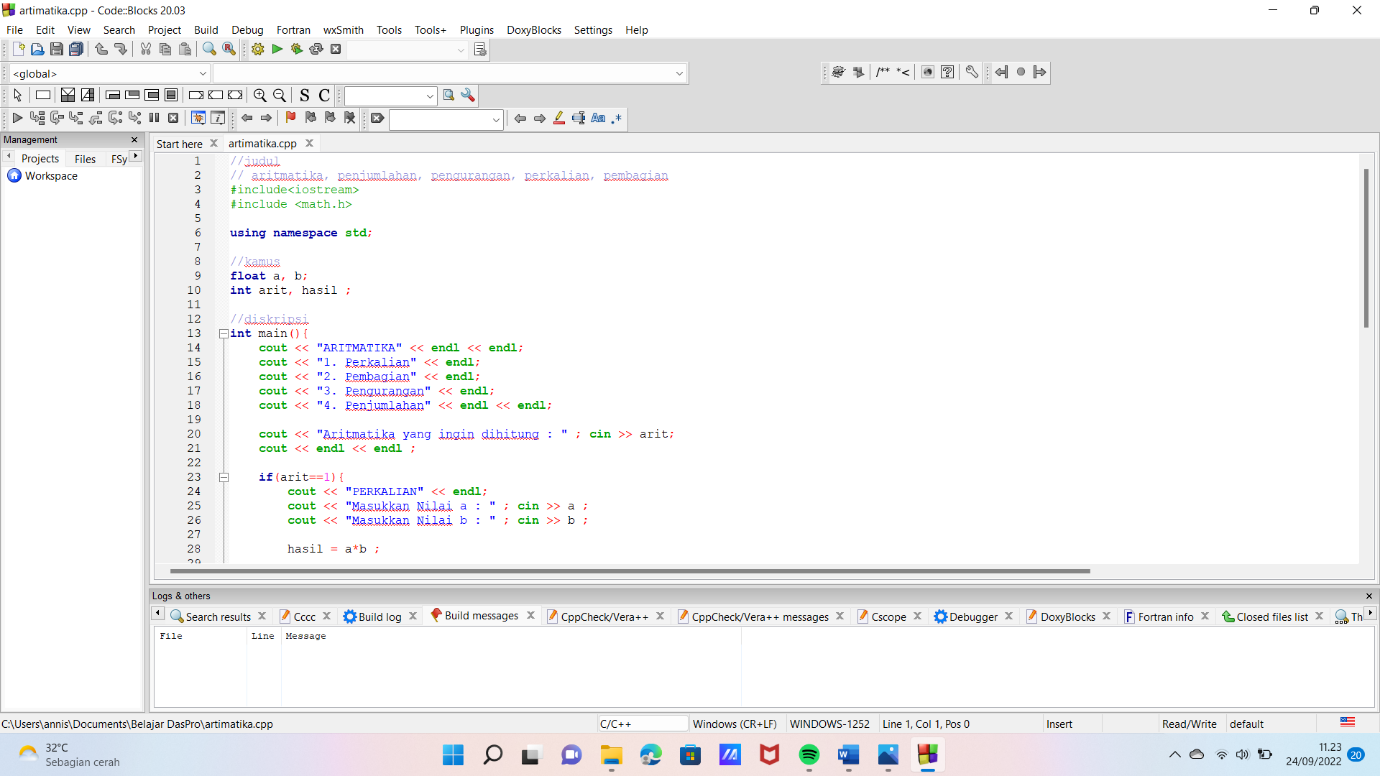 artimatika.cpp - Code::Blocks 20.03
File Edit View Search Project Build Debug Fortran wxSmith Tools Tools+ Plugins DoxyBlocks Settings Help
<global>
/** *<
S C
Aa .*
Management
Projects Files FSy
Workspace
Start here artimatika.cpp
1 //judul
2 // aritmatika, penjumlahan, pengurangan, perkalian, pembagian
3 #include<iostream>
4 #include <math.h>
5
6 using namespace std;
7
8 //kamus
9 float a, b;
10 int arit, hasil ;
11
12 //diskripsi
13 int main(){
14 cout << "ARITMATIKA" << endl << endl;
15 cout << "1. Perkalian" << endl;
16 cout << "2. Pembagian" << endl;
17 cout << "3. Pengurangan" << endl;
18 cout << "4. Penjumlahan" << endl << endl;
19
20 cout << "Aritmatika yang ingin dihitung : " ; cin >> arit;
21 cout << endl << endl ;
22
23 if(arit==1){
24 cout << "PERKALIAN" << endl;
25 cout << "Masukkan Nilai a : " ; cin >> a ;
26 cout << "Masukkan Nilai b : " ; cin >> b ;
27
28 hasil = a*b ;
29
Logs & others
Search results Cccc Build log Build messages CppCheck/Vera++ CppCheck/Vera++ messages Cscope Debugger DoxyBlocks Fortran info Closed files list Th
File Line Message
C:\Users\annis\Documents\Belajar DasPro\artimatika.cpp C/C++ Windows (CR+LF) WINDOWS-1252 Line 1, Col 1, Pos 0 Insert Read/Write default
32°C
Sebagian cerah
11.23
24/09/2022
20